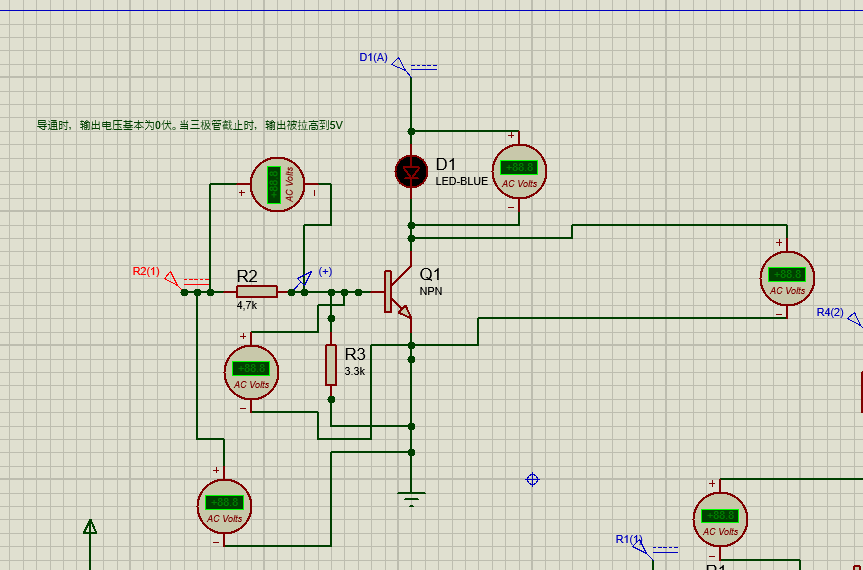 D1(A)
导通时，输出电压基本为0伏。当三极管截止时，输出被拉高到5V
+
+88.8
AC Volts
−
D1
LED-BLUE
+
+88.8
AC Volts
−
R2(1)
R2
4,7k
(+)
Q1
NPN
+
+88.8
AC Volts
−
R4(2)
+
+88.8
AC Volts
−
R3
3.3k
+
+88.8
AC Volts
−
+
+88.8
AC Volts
−
R1(1)